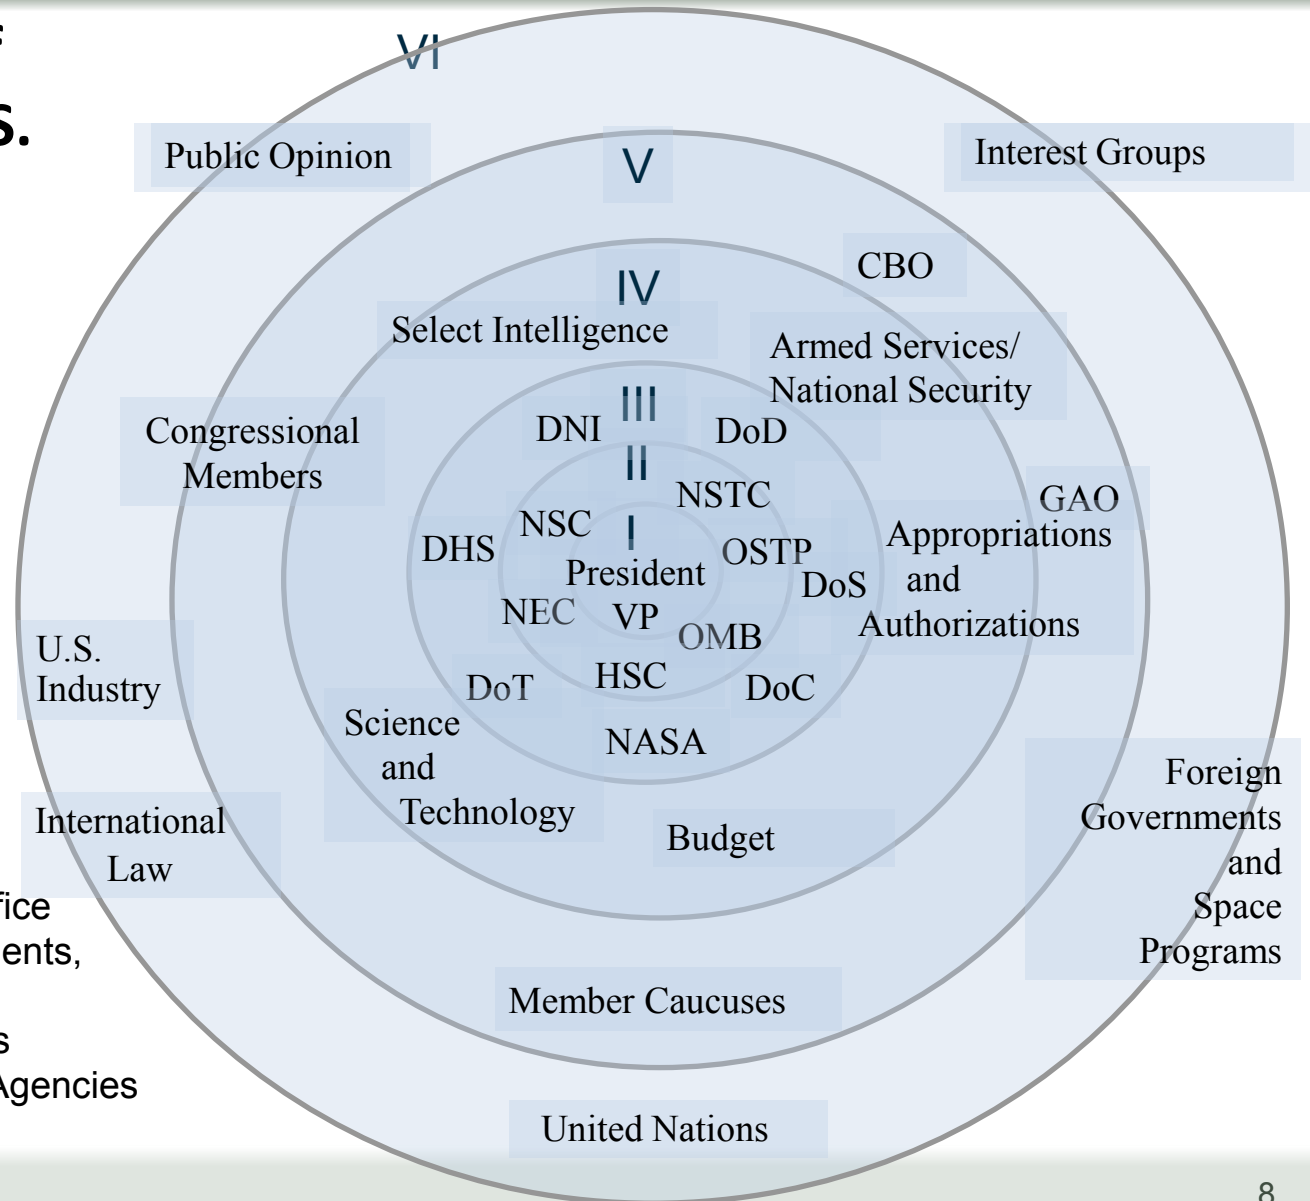 S.
VI
Public Opinion
V
Interest Groups
CBO
IV
Select Intelligence
Armed Services/
National Security
III
DNI
DoD
Congressional
Members
II
NSTC
GAO
NSC
I
Appropriations
DHS
OSTP
President
DoS
and
NEC
VP
OMB
Authorizations
U.S.
Industry
HSC
DoT
DoC
Science
and
Technology
NASA
Foreign
Governments
and
Space
Programs
International
Law
Budget
fice
ents,
Member Caucuses
s
Agencies
United Nations
8